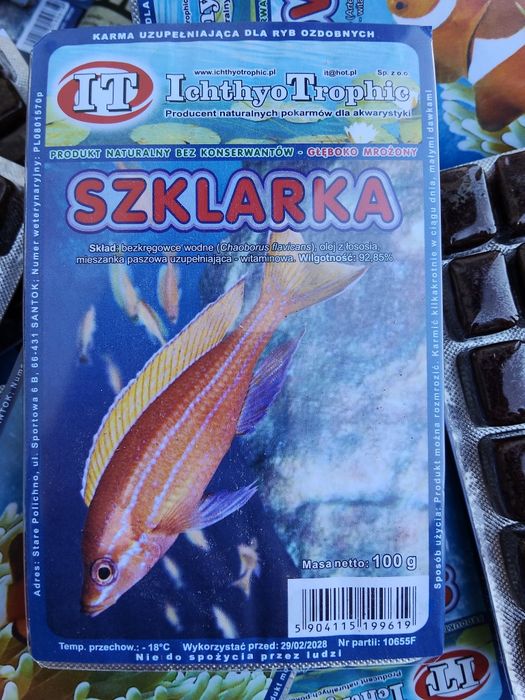 KARMA UZUPEŁNIAJĄCA DLA RYB OZDOBNYCH
IT
www.ichthyotrophic.pl it@hot.pl Sp. z o.o.
IchthyoTrophic
Producent naturalnych pokarmów dla akwarystyki
PRODUKT NATURALNY BEZ KONSERWANTÓW - GŁĘBOKO MROŻONY
SZKLARKA
Skład: bezkręgowce wodne (Chaoborus flavicans), olej z łososia,
mieszanka paszowa uzupełniająca - witaminowa. Wilgotność: 92,85%
Adres: Stare Polichno, ul. Sportowa 6 B, 66-431 SANTOK; Numer weterynaryjny: PL0801570p
Sposób użycia: Produkt można rozmrozić. Karmić kilkakrotnie w ciągu dnia, małymi dawkami
Masa netto: 100 g
5 904115 199619
Temp. przechow.: - 18°C Wykorzystać przed: 29/02/2028 Nr partii: 10655F
Nie do spożycia przez ludzi
IT